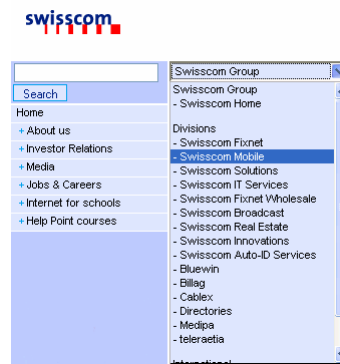 swisscom
Swisscom Group
Search
Home
+ About us
+ Investor Relations
+ Media
+ Jobs & Careers
+ Internet for schools
+ Help Point courses
Swisscom Group
- Swisscom Home
Divisions
- Swisscom Fixnet
- Swisscom Mobile
- Swisscom Solutions
- Swisscom IT Services
- Swisscom Fixnet Wholesale
- Swisscom Broadcast
- Swisscom Real Estate
- Swisscom Innovations
- Swisscom Auto-ID Services
- Bluewin
- Billag
- Cablex
- Directories
- Medipa
- teleraetia